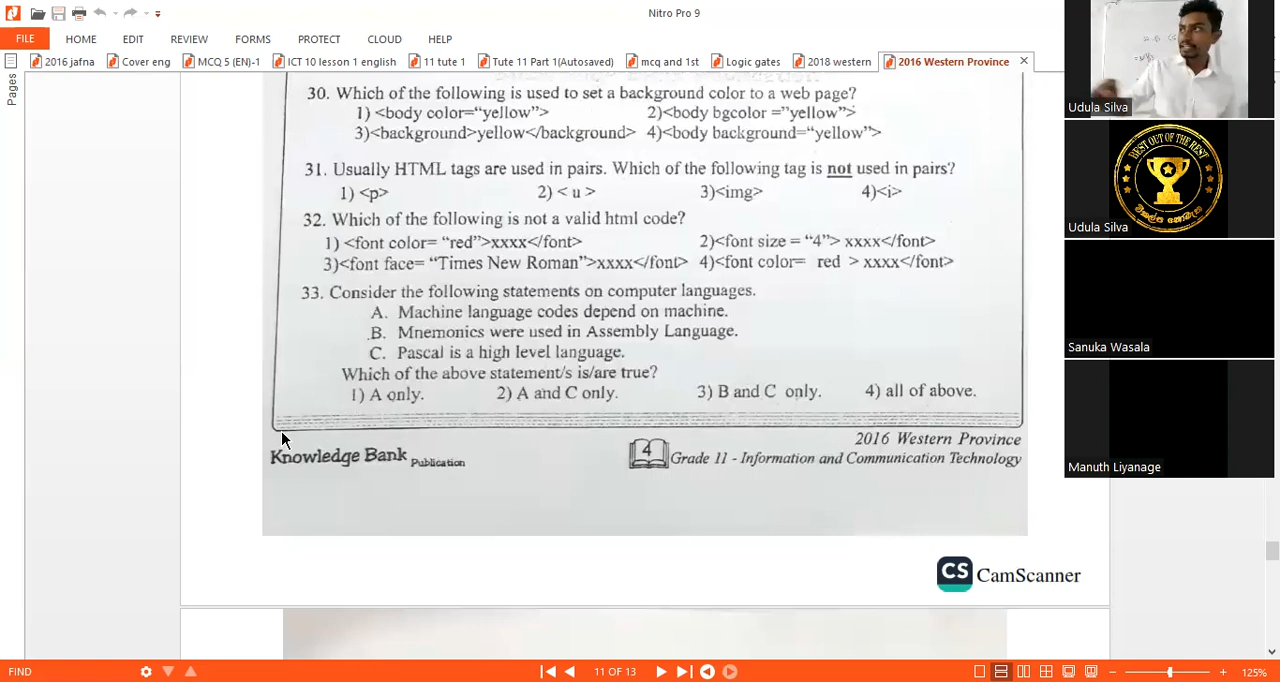 Nitro Pro 9
FILE HOME EDIT REVIEW FORMS PROTECT CLOUD HELP
2016 jafna Cover eng MCQ 5 (EN)-1 ICT 10 lesson 1 english 11 tute 1 Tute 11 Part 1(Autosaved) mcq and 1st Logic gates 2018 western 2016 Western Province
Pages
30. Which of the following is used to set a background color to a web page?
1) <body color=“yellow”> 2)<body bgcolor =”yellow”>
3)<background>yellow</background> 4)<body background=“yellow”>
31. Usually HTML tags are used in pairs. Which of the following tag is not used in pairs?
1) <p> 2) < u > 3)<img> 4)<i>
32. Which of the following is not a valid html code?
1) <font color= “red”>xxxx</font> 2)<font size = “4”> xxxx</font>
3)<font face= “Times New Roman”>xxxx</font> 4)<font color= red > xxxx</font>
33. Consider the following statements on computer languages.
A. Machine language codes depend on machine.
B. Mnemonics were used in Assembly Language.
C. Pascal is a high level language.
Which of the above statement/s is/are true?
1) A only. 2) A and C only. 3) B and C only. 4) all of above.
Knowledge Bank Publication
4
2016 Western Province
Grade 11 - Information and Communication Technology
CS CamScanner
Udula Silva
BEST OUT OF THE REST
Udula Silva
Sanuka Wasala
Manuth Liyanage
FIND 11 OF 13 125%